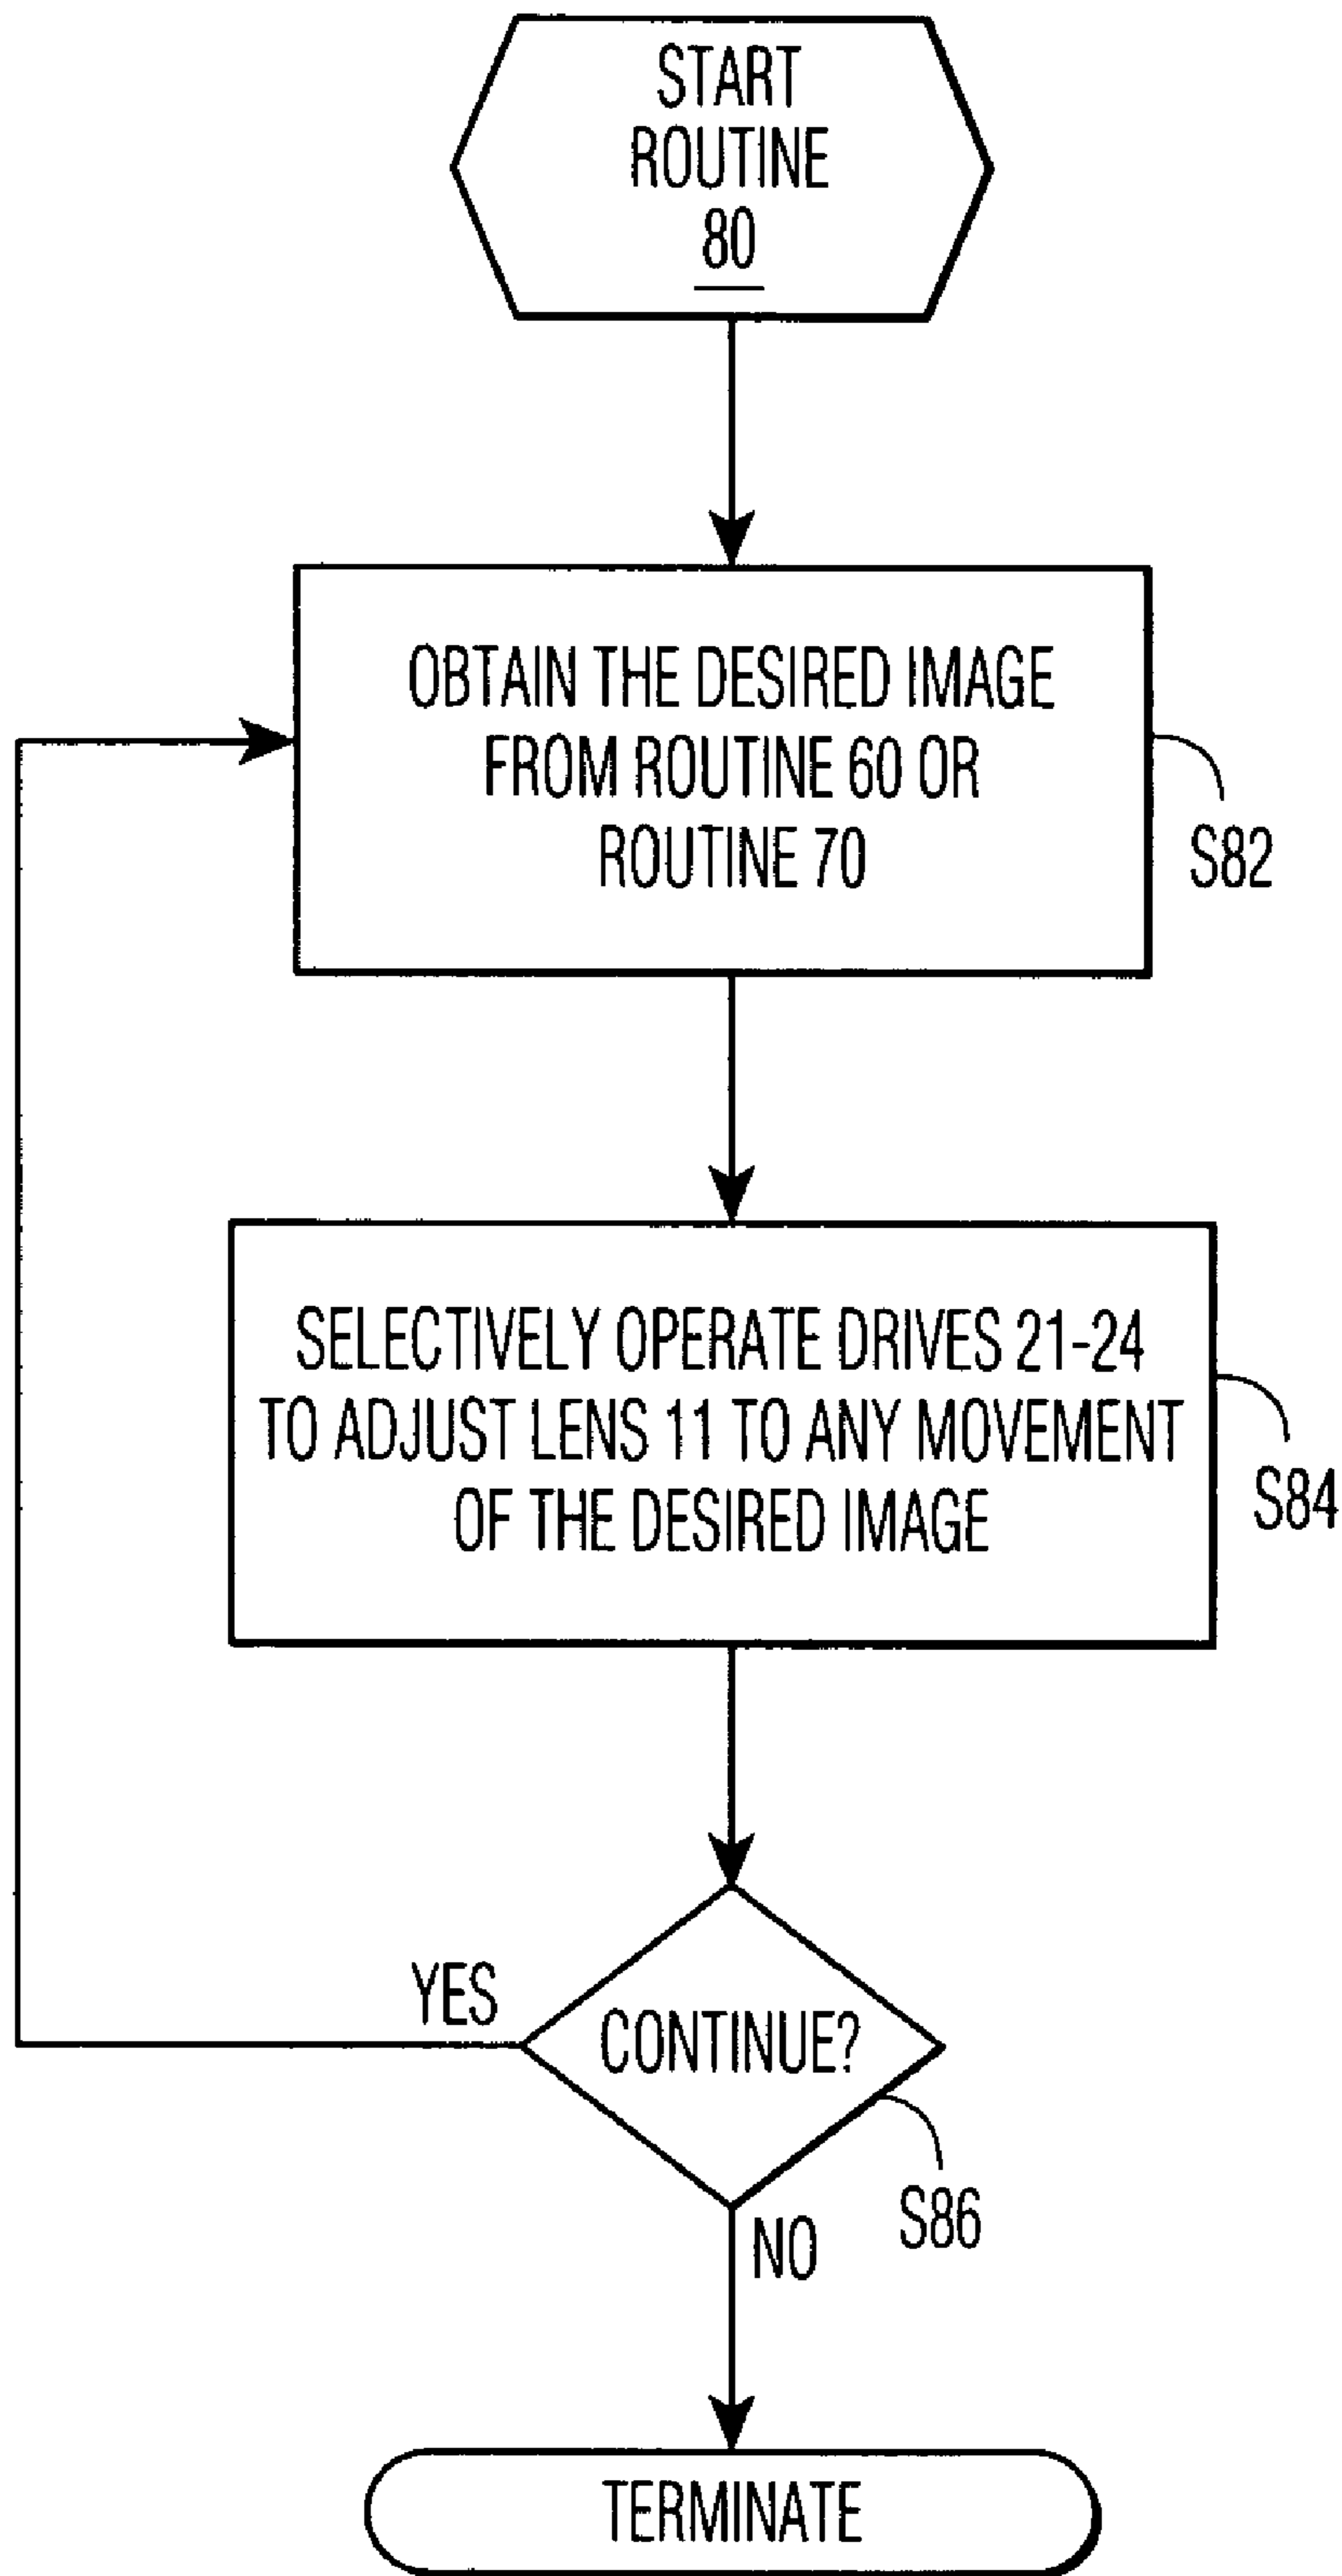 START
ROUTINE
80
OBTAIN THE DESIRED IMAGE
FROM ROUTINE 60 OR
ROUTINE 70
S82
SELECTIVELY OPERATE DRIVES 21-24
TO ADJUST LENS 11 TO ANY MOVEMENT
OF THE DESIRED IMAGE
S84
YES
CONTINUE?
S86
NO
TERMINATE